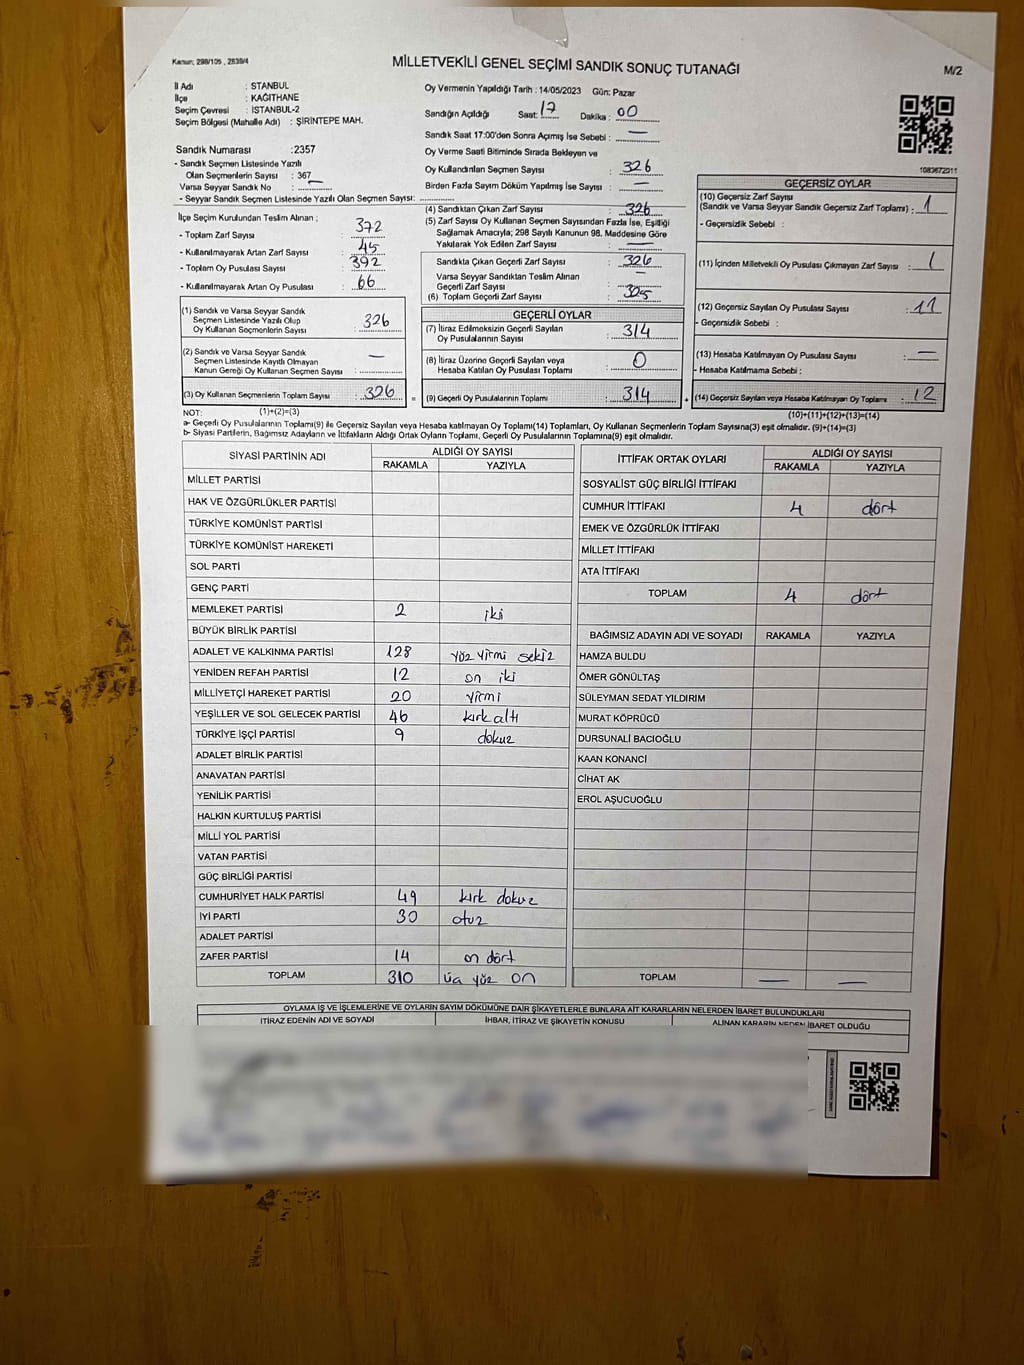 Kanun; 298/105 , 2839/4
MİLLETVEKİLİ GENEL SEÇİMİ SANDIK SONUÇ TUTANAĞI
M/2
İl Adı : STANBUL
İlçe : KAĞITHANE
Seçim Çevresi : İSTANBUL-2
Seçim Bölgesi (Mahalle Adı) : ŞİRİNTEPE MAH.
Oy Vermenin Yapıldığı Tarih : 14/05/2023 Gün: Pazar
Sandığın Açıldığı Saat: 17 Dakika : 00
Sandık Saat 17:00'den Sonra Açımış İse Sebebi : —
Sandık Numarası :2357
- Sandık Seçmen Listesinde Yazılı
Olan Seçmenlerin Sayısı : 367
Varsa Seyyar Sandık No :
- Seyyar Sandık Seçmen Listesinde Yazılı Olan Seçmen Sayısı:
Oy Verme Saati Bitiminde Sırada Bekleyen ve
Oy Kullandırılan Seçmen Sayısı : 326
Birden Fazla Sayım Döküm Yapılmış İse Sayısı : —
1083672011
İlçe Seçim Kurulundan Teslim Alınan ;
- Toplam Zarf Sayısı : 372
- Kullanılmayarak Artan Zarf Sayısı : 45
- Toplam Oy Pusulası Sayısı : 392
- Kullanılmayarak Artan Oy Pusulası : 66
(4) Sandıktan Çıkan Zarf Sayısı : 326
(5) Zarf Sayısı Oy Kullanan Seçmen Sayısından Fazla İse, Eşitliği
Sağlamak Amacıyla; 298 Sayılı Kanunun 98. Maddesine Göre
Yakılarak Yok Edilen Zarf Sayısı : —
Sandıkta Çıkan Geçerli Zarf Sayısı : 326
Varsa Seyyar Sandıktan Teslim Alınan
Geçerli Zarf Sayısı : —
(6) Toplam Geçerli Zarf Sayısı : 325
GEÇERSİZ OYLAR
(10) Geçersiz Zarf Sayısı
(Sandık ve Varsa Seyyar Sandık Geçersiz Zarf Toplamı) : 1
- Geçersizdik Sebebi :
(11) İçinden Milletvekil Oy Pusulası Çıkmayan Zarf Sayısı : 1
(12) Geçersiz Sayılan Oy Pusulası Sayısı : 11
- Geçersizdik Sebebi :
(13) Hesaba Katılmayan Oy Pusulası Sayısı : —
- Hesaba Katılmama Sebebi :
(14) Geçersiz Sayılan veya Hesaba Katılmayan Oy Toplamı : 12
(1) Sandık ve Varsa Seyyar Sandık
Seçmen Listesinde Yazılı Olup
Oy Kullanan Seçmenlerin Sayısı : 326
(2) Sandık ve Varsa Seyyar Sandık
Seçmen Listesinde Kayıtlı Olmayan
Kanun Gereği Oy Kullanan Seçmen Sayısı : —
(3) Oy Kullanan Seçmenlerin Toplam Sayısı : 326
GEÇERLİ OYLAR
(7) İtiraz Edilmeksizin Geçerli Sayılan
Oy Pusulalarının Sayısı : 314
(8) İtiraz Üzerine Geçerli Sayılan veya
Hesaba Katılan Oy Pusulası Toplamı : 0
(9) Geçerli Oy Pusulalarının Toplamı : 314
NOT: (1)+(2)=(3) (10)+(11)+(12)+(13)=(14)
a- Geçerli Oy Pusulalarının Toplamı(9) ile Geçersiz Sayılan veya Hesaba Katılmayan Oy Toplamı(14) Toplamları, Oy Kullanan Seçmenlerin Toplam Sayısına(3) eşit olmalıdır. (9)+(14)=(3)
b- Siyasi Partilerin, Bağımsız Adayların ve İttifakların Aldığı Ortak Oyların Toplamı, Geçerli Oy Pusulalarının Toplamına(9) eşit olmalıdır.
SİYASİ PARTİNİN ADI ALDIĞI OY SAYISI
RAKAMLA YAZIYLA
MİLLET PARTİSİ
HAK VE ÖZGÜRLÜKLER PARTİSİ
TÜRKİYE KOMÜNİST PARTİSİ
TÜRKİYE KOMÜNİST HAREKETİ
SOL PARTİ
GENÇ PARTİ
MEMLEKET PARTİSİ 2 iki
BÜYÜK BİRLİK PARTİSİ
ADALET VE KALKINMA PARTİSİ 128 yüz yirmi sekiz
YENİDEN REFAH PARTİSİ 12 on iki
MİLLİYETÇİ HAREKET PARTİSİ 20 yirmi
YEŞİLLER VE SOL GELECEK PARTİSİ 46 kırk altı
TÜRKİYE İŞÇİ PARTİSİ 9 dokuz
ADALET BİRLİK PARTİSİ
ANAVATAN PARTİSİ
YENİLİK PARTİSİ
HALKIN KURTULUŞ PARTİSİ
MİLLİ YOL PARTİSİ
VATAN PARTİSİ
GÜÇ BİRLİĞİ PARTİSİ
CUMHURİYET HALK PARTİSİ 49 kırk dokuz
İYİ PARTİ 30 otuz
ADALET PARTİSİ
ZAFER PARTİSİ 14 on dört
TOPLAM 310 üç yüz on
İTTİFAK ORTAK OYLARI ALDIĞI OY SAYISI
RAKAMLA YAZIYLA
SOSYALİST GÜÇ BİRLİĞİ İTTİFAKI
CUMHUR İTTİFAKI 4 dört
EMEK VE ÖZGÜRLÜK İTTİFAKI
MİLLET İTTİFAKI
ATA İTTİFAKI
TOPLAM 4 dört
BAĞIMSIZ ADAYIN ADI VE SOYADI RAKAMLA YAZIYLA
HAMZA BULDU
ÖMER GÖNÜLTAŞ
SÜLEYMAN SEDAT YILDIRIM
MURAT KÖPRÜCÜ
DURSUNALİ BACIOĞLU
KAAN KONANCİ
CİHAT AK
EROL AŞUCUOĞLU
TOPLAM — —
OYLAMA İŞ VE İŞLEMLERİNE VE OYLARIN SAYIM DÖKÜMÜNE DAİR ŞİKAYETLERLE BUNLARA AİT KARARLARIN NELERDEN İBARET BULUNDUKLARI
İTİRAZ EDENİN ADI VE SOYADI İHBAR, İTİRAZ VE ŞİKAYETİN KONUSU ALINAN KARARIN NEDEN İBARET OLDUĞU